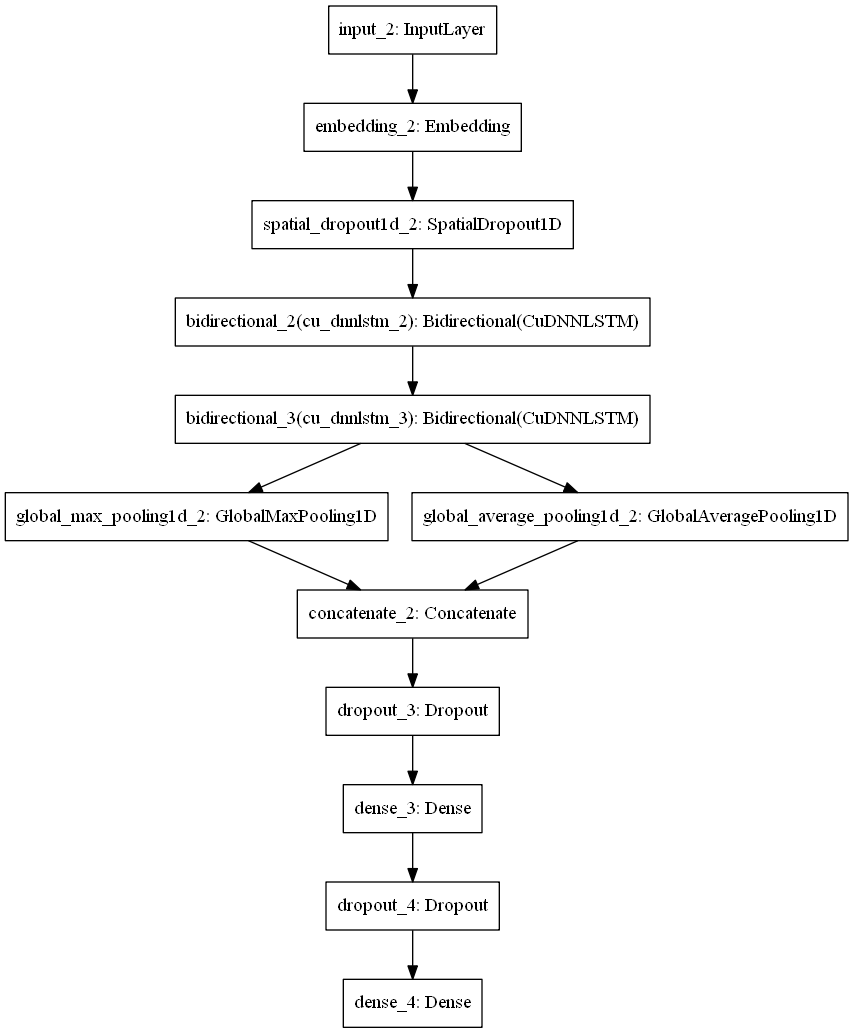 input_2: InputLayer
embedding_2: Embedding
spatial_dropout1d_2: SpatialDropout1D
bidirectional_2(cu_dnnlstm_2): Bidirectional(CuDNNLSTM)
bidirectional_3(cu_dnnlstm_3): Bidirectional(CuDNNLSTM)
global_max_pooling1d_2: GlobalMaxPooling1D
global_average_pooling1d_2: GlobalAveragePooling1D
concatenate_2: Concatenate
dropout_3: Dropout
dense_3: Dense
dropout_4: Dropout
dense_4: Dense